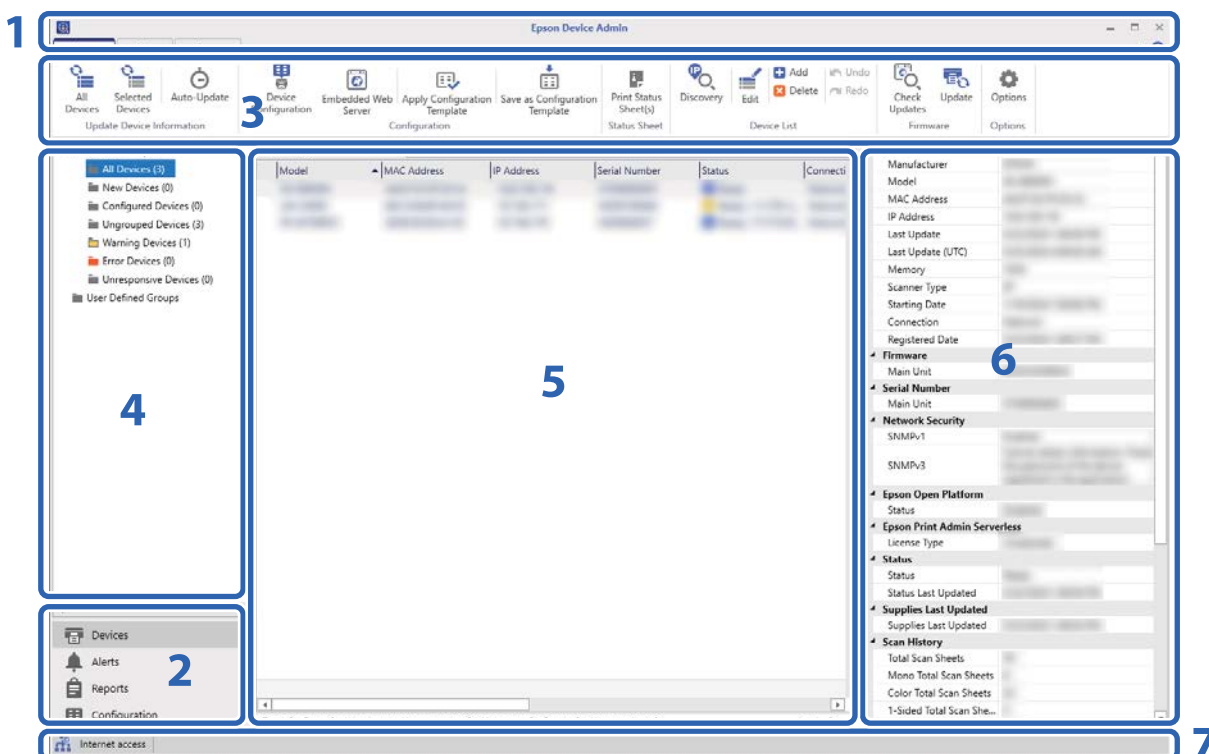 1
Epson Device Admin
All Devices
Selected Devices
Auto-Update
Update Device Information
3
Device
Embedded Web Server
Apply Configuration Template
Save as Configuration Template
Configuration
Print Status Sheet(s)
Status Sheet
Discovery
Edit
Add
Delete
Undo
Redo
Device List
Check Updates
Update
Firmware
Options
Options
All Devices (3)
New Devices (0)
Configured Devices (0)
Ungrouped Devices (3)
Warning Devices (1)
Error Devices (0)
Unresponsive Devices (0)
User Defined Groups
4
Devices
Alerts
Reports
Configuration
2
Model MAC Address IP Address Serial Number Status Connecti
5
Manufacturer
Model
MAC Address
IP Address
Last Update
Last Update (UTC)
Memory
Scanner Type
Starting Date
Connection
Registered Date
Firmware
Main Unit
Serial Number
Main Unit
Network Security
SNMPv1
SNMPv3
Epson Open Platform
Status
Epson Print Admin Serverless
License Type
Status
Status
Status Last Updated
Supplies Last Updated
Supplies Last Updated
Scan History
Total Scan Sheets
Mono Total Scan Sheets
Color Total Scan Sheets
1-Sided Total Scan She...
6
Internet access
7